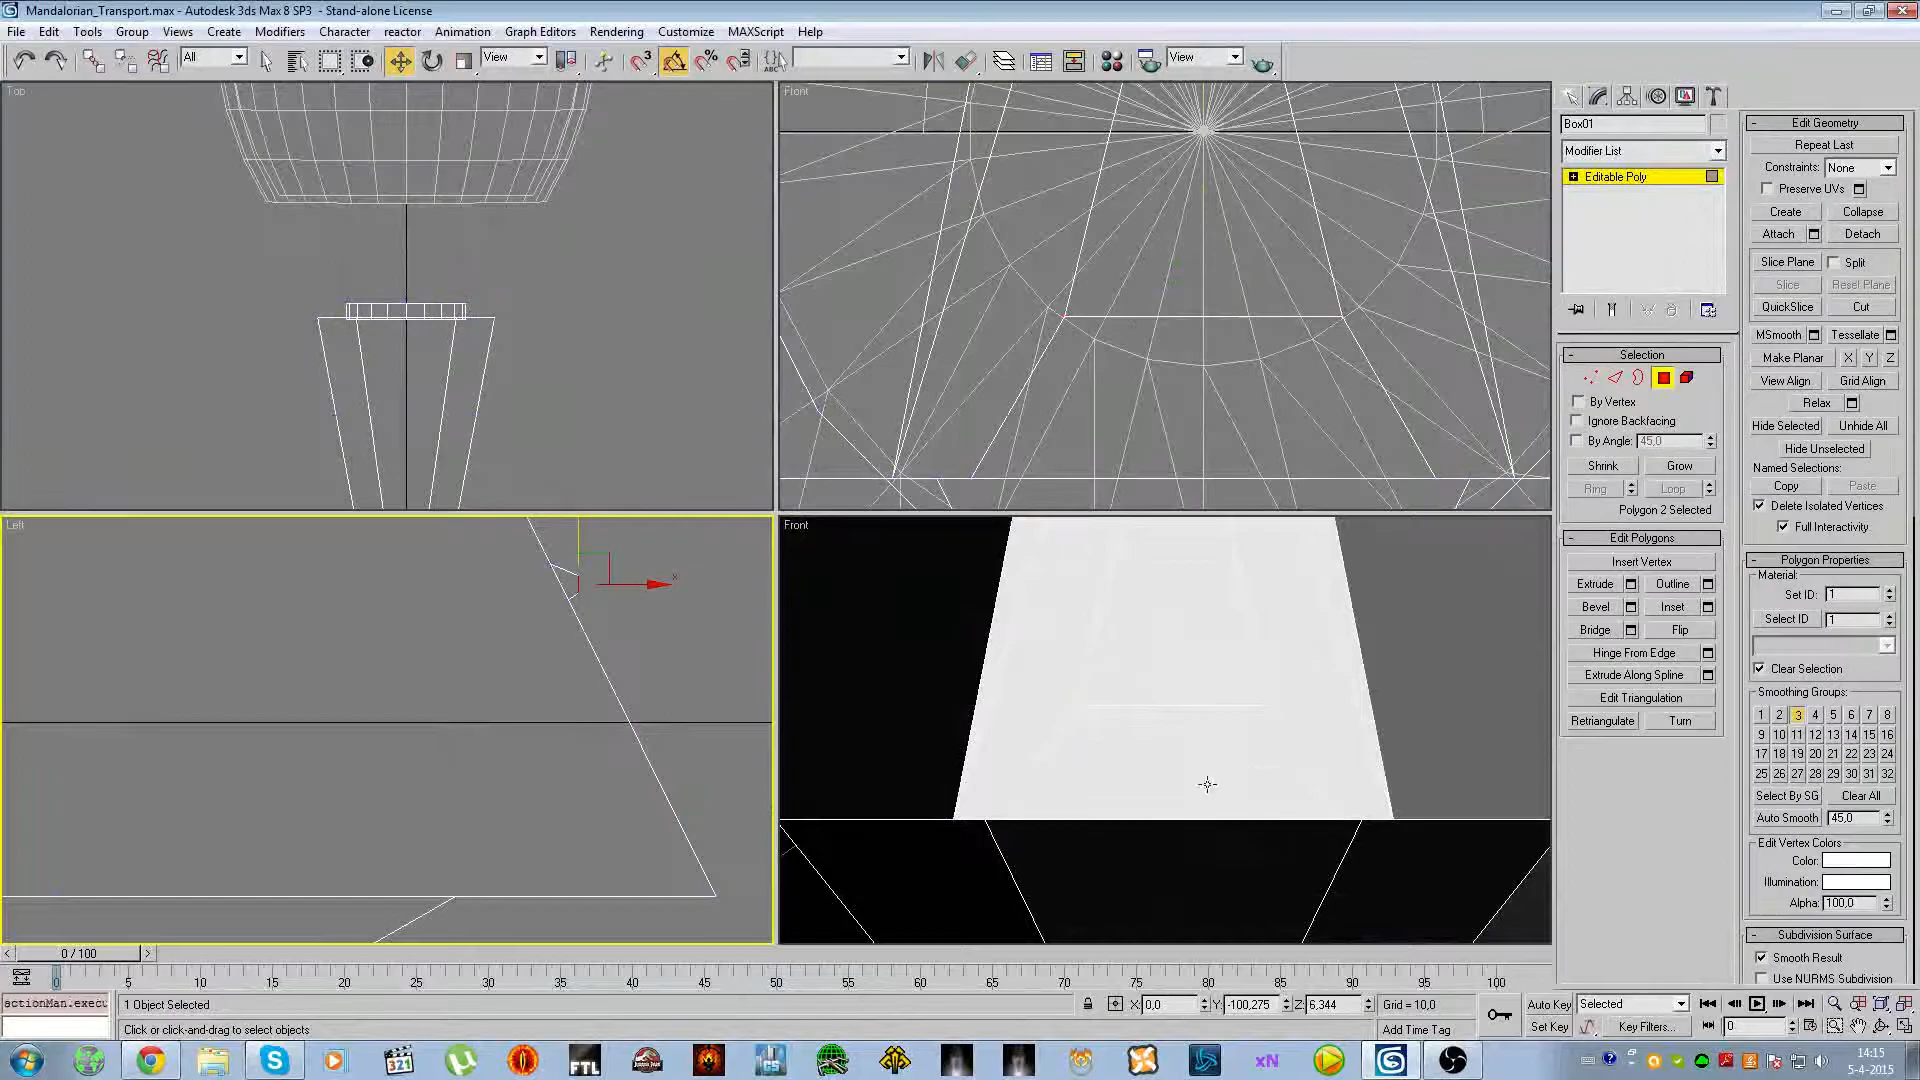 Mandalorian_Transport.max - Autodesk 3ds Max 8 SP3 - Stand-alone License
File Edit Tools Group Views Create Modifiers Character reactor Animation Graph Editors Rendering Customize MAXScript Help
All View 3 % ABC View
Top
Front
Left
Front
x
Box01
Modifier List
Editable Poly
Selection
By Vertex
Ignore Backfacing
By Angle: 45,0
Shrink Grow
Ring Loop
Polygon 2 Selected
Edit Polygons
Insert Vertex
Extrude Outline
Bevel Inset
Bridge Flip
Hinge From Edge
Extrude Along Spline
Edit Triangulation
Retriangulate Turn
Edit Geometry
Repeat Last
Constraints: None
Preserve UVs
Create Collapse
Attach Detach
Slice Plane Split
Slice Reset Plane
QuickSlice Cut
MSmooth Tessellate
Make Planar X Y Z
View Align Grid Align
Relax
Hide Selected Unhide All
Hide Unselected
Named Selections:
Copy Paste
Delete Isolated Vertices
Full Interactivity
Polygon Properties
Material:
Set ID: 1
Select ID 1
Clear Selection
Smoothing Groups:
1 2 3 4 5 6 7 8
9 10 11 12 13 14 15 16
17 18 19 20 21 22 23 24
25 26 27 28 29 30 31 32
Select By SG Clear All
Auto Smooth 45,0
Edit Vertex Colors
Color:
Illumination:
Alpha: 100,0
Subdivision Surface
Smooth Result
Use NURMS Subdivision
< 0 / 100 >
0 5 10 15 20 25 30 35 40 45 50 55 60 65 70 75 80 85 90 95 100
actionMan.execu
1 Object Selected X: 0,0 Y: -100,275 Z: 6,344 Grid = 10,0 Auto Key Selected
Click or click-and-drag to select objects Add Time Tag Set Key Key Filters... 0
321 FTL xN
14:15
5-4-2015